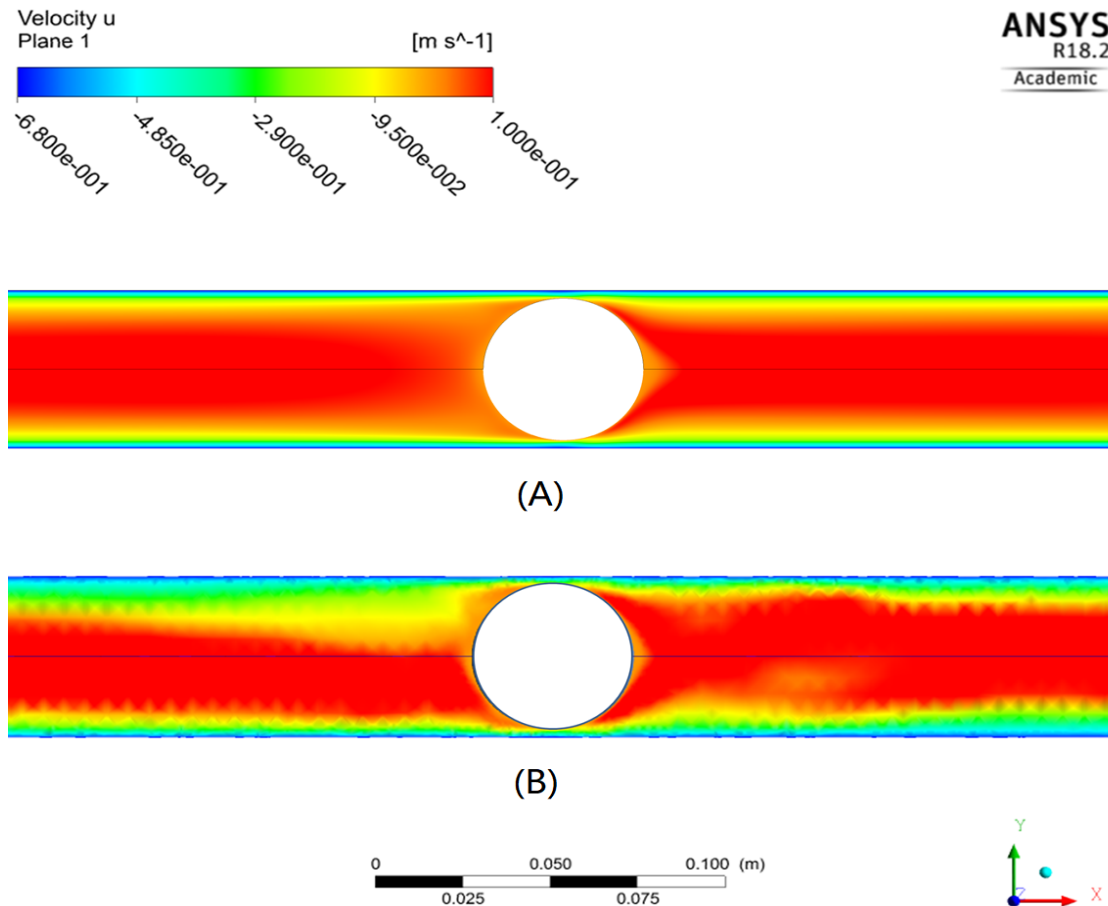 Velocity u
Plane 1
[m s^-1]
ANSYS
R18.2
Academic
-6.800e-001
-4.850e-001
-2.900e-001
-9.500e-002
1.000e-001
(A)
(B)
0 0.050 0.100 (m)
0.025 0.075
Y
Z
X